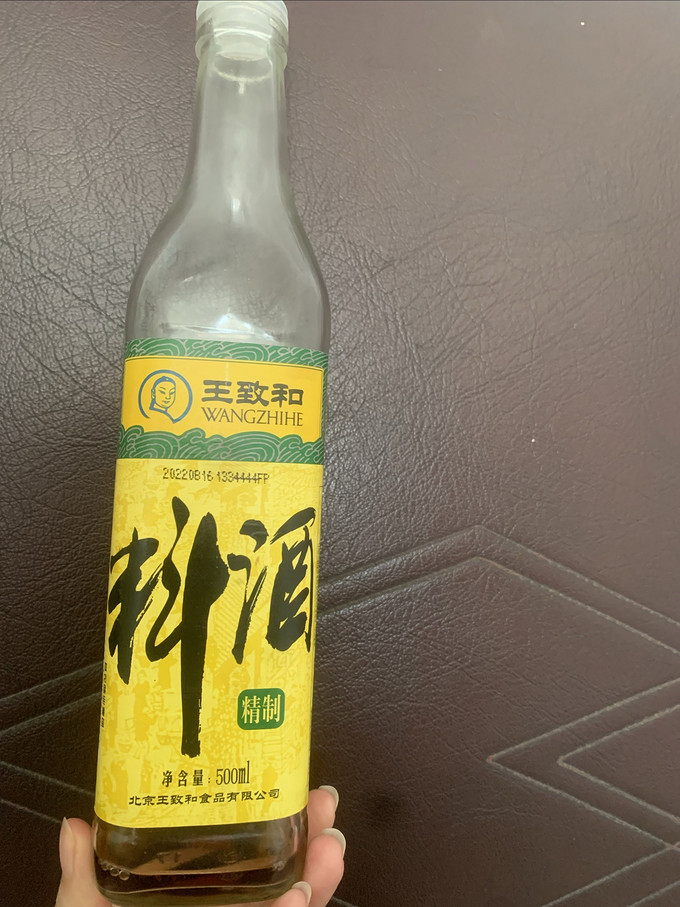 王致和
WANGZHIHE
20220816 1334444FP
料酒
精制
净含量：500ml
北京王致和食品有限公司